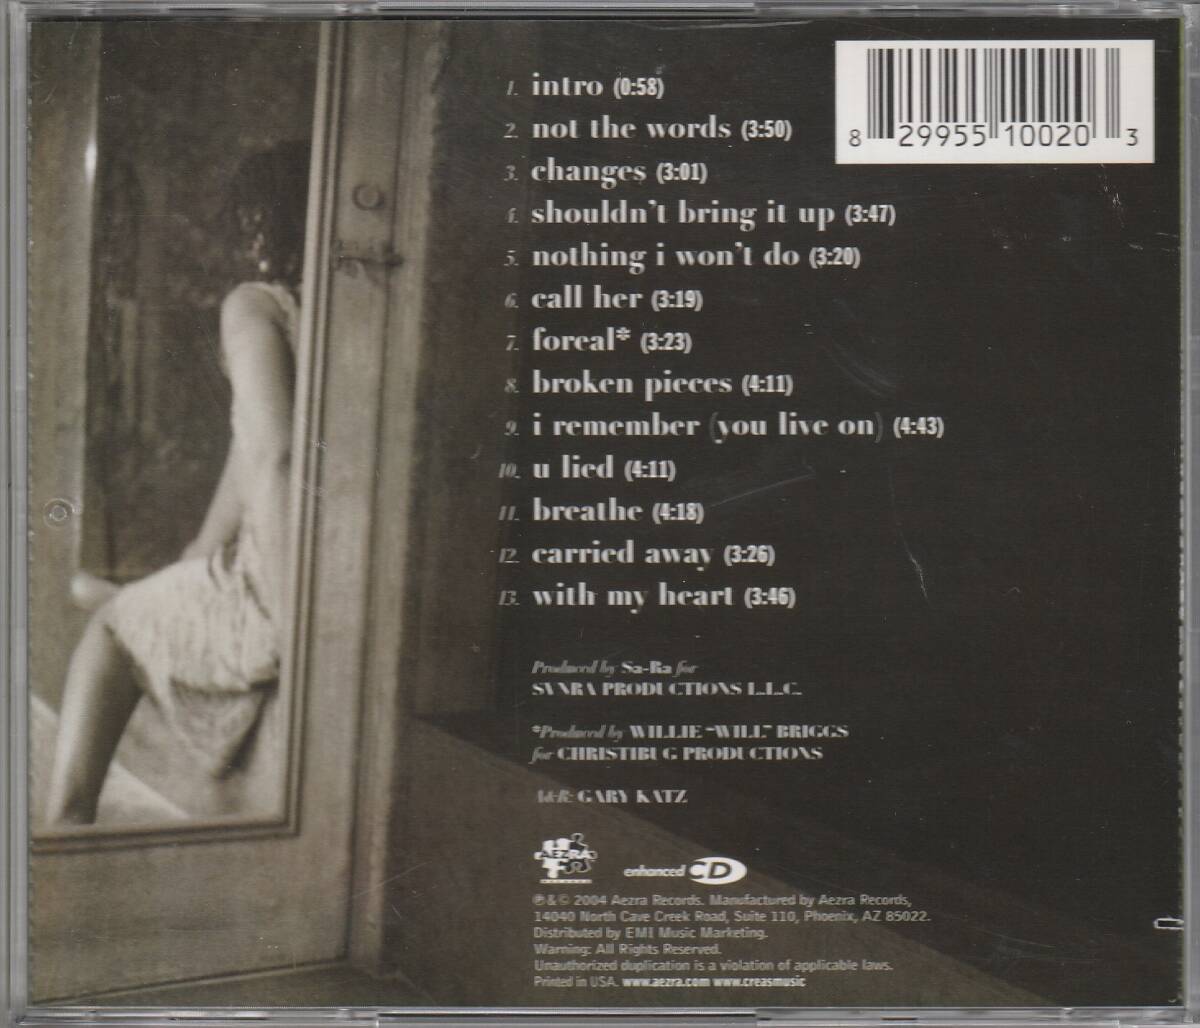 1. intro (0:58)
2. not the words (3:50)
3. changes (3:01)
4. shouldn't bring it up (3:47)
5. nothing i won't do (3:20)
6. call her (3:19)
7. foreal* (3:23)
8. broken pieces (4:11)
9. i remember (you live on) (4:43)
10. u lied (4:11)
11. breathe (4:18)
12. carried away (3:26)
13. with my heart (3:46)
8 29955 10020 3
Produced by Sa-Ra for
SVNRA PRODUCTIONS L.L.C.
*Produced by WILLIE "WILL" BRIGGS
for CHRISTIBUG PRODUCTIONS
A&R: GARY KATZ
AEZRA
enhanced CD
℗ & © 2004 Aezra Records. Manufactured by Aezra Records,
14040 North Cave Creek Road, Suite 110, Phoenix, AZ 85022.
Distributed by EMI Music Marketing.
Warning: All Rights Reserved.
Unauthorized duplication is a violation of applicable laws.
Printed in USA. www.aezra.com www.creasmusic